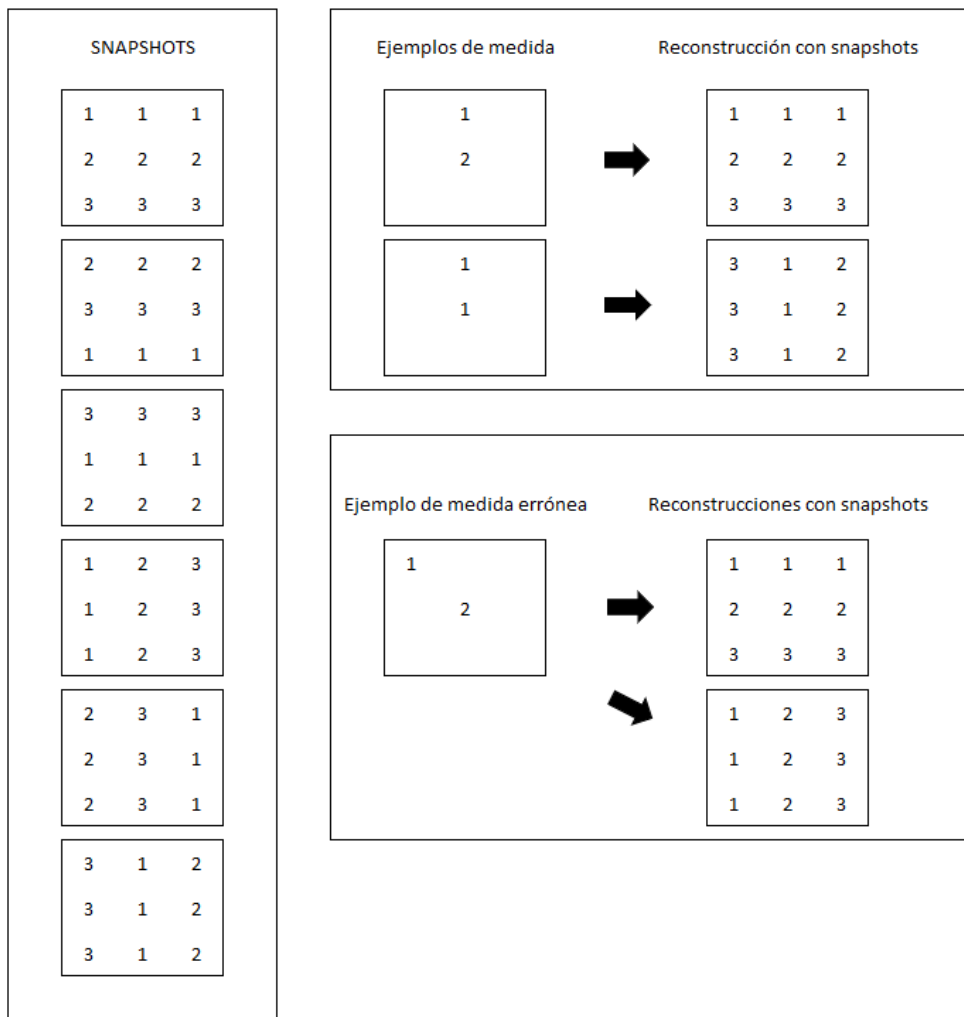 SNAPSHOTS
1 1 1
2 2 2
3 3 3
2 2 2
3 3 3
1 1 1
3 3 3
1 1 1
2 2 2
1 2 3
1 2 3
1 2 3
2 3 1
2 3 1
2 3 1
3 1 2
3 1 2
3 1 2
Ejemplos de medida
Reconstrucción con snapshots
1
2
1 1 1
2 2 2
3 3 3
1
1
3 1 2
3 1 2
3 1 2
Ejemplo de medida errónea
Reconstrucciones con snapshots
1
2
1 1 1
2 2 2
3 3 3
1 2 3
1 2 3
1 2 3